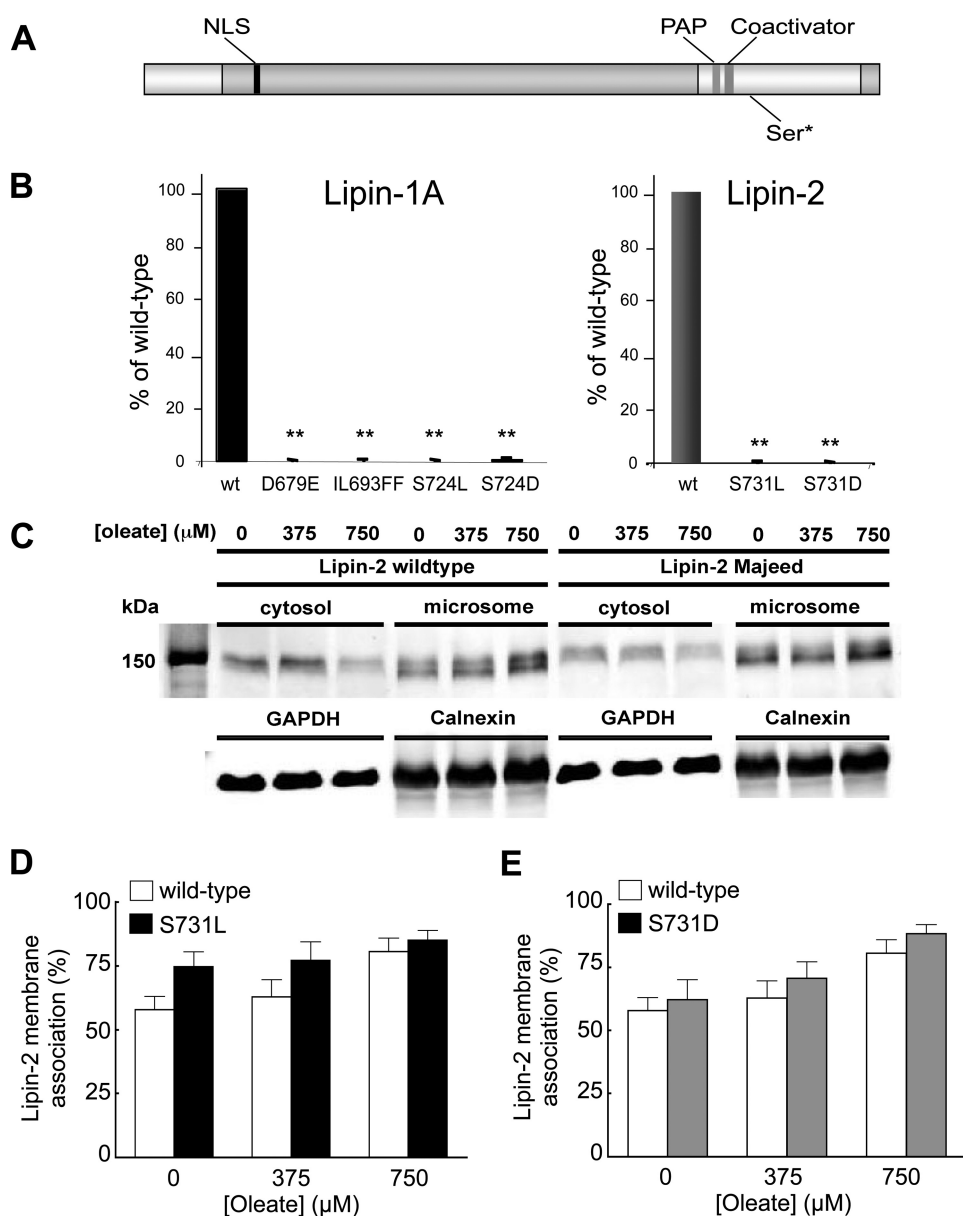 A
NLS
PAP
Coactivator
Ser*
B
Lipin-1A
% of wild-type
100
80
60
40
20
0
** ** ** **
wt D679E IL693FF S724L S724D
Lipin-2
% of wild-type
100
80
60
40
20
0
** **
wt S731L S731D
C
[oleate] (µM) 0 375 750 0 375 750 0 375 750 0 375 750
Lipin-2 wildtype Lipin-2 Majeed
kDa cytosol microsome cytosol microsome
150
GAPDH Calnexin GAPDH Calnexin
D
wild-type
S731L
Lipin-2 membrane
association (%)
100
75
50
25
0
0 375 750
[Oleate] (µM)
E
wild-type
S731D
Lipin-2 membrane
association (%)
100
75
50
25
0
0 375 750
[Oleate] (µM)